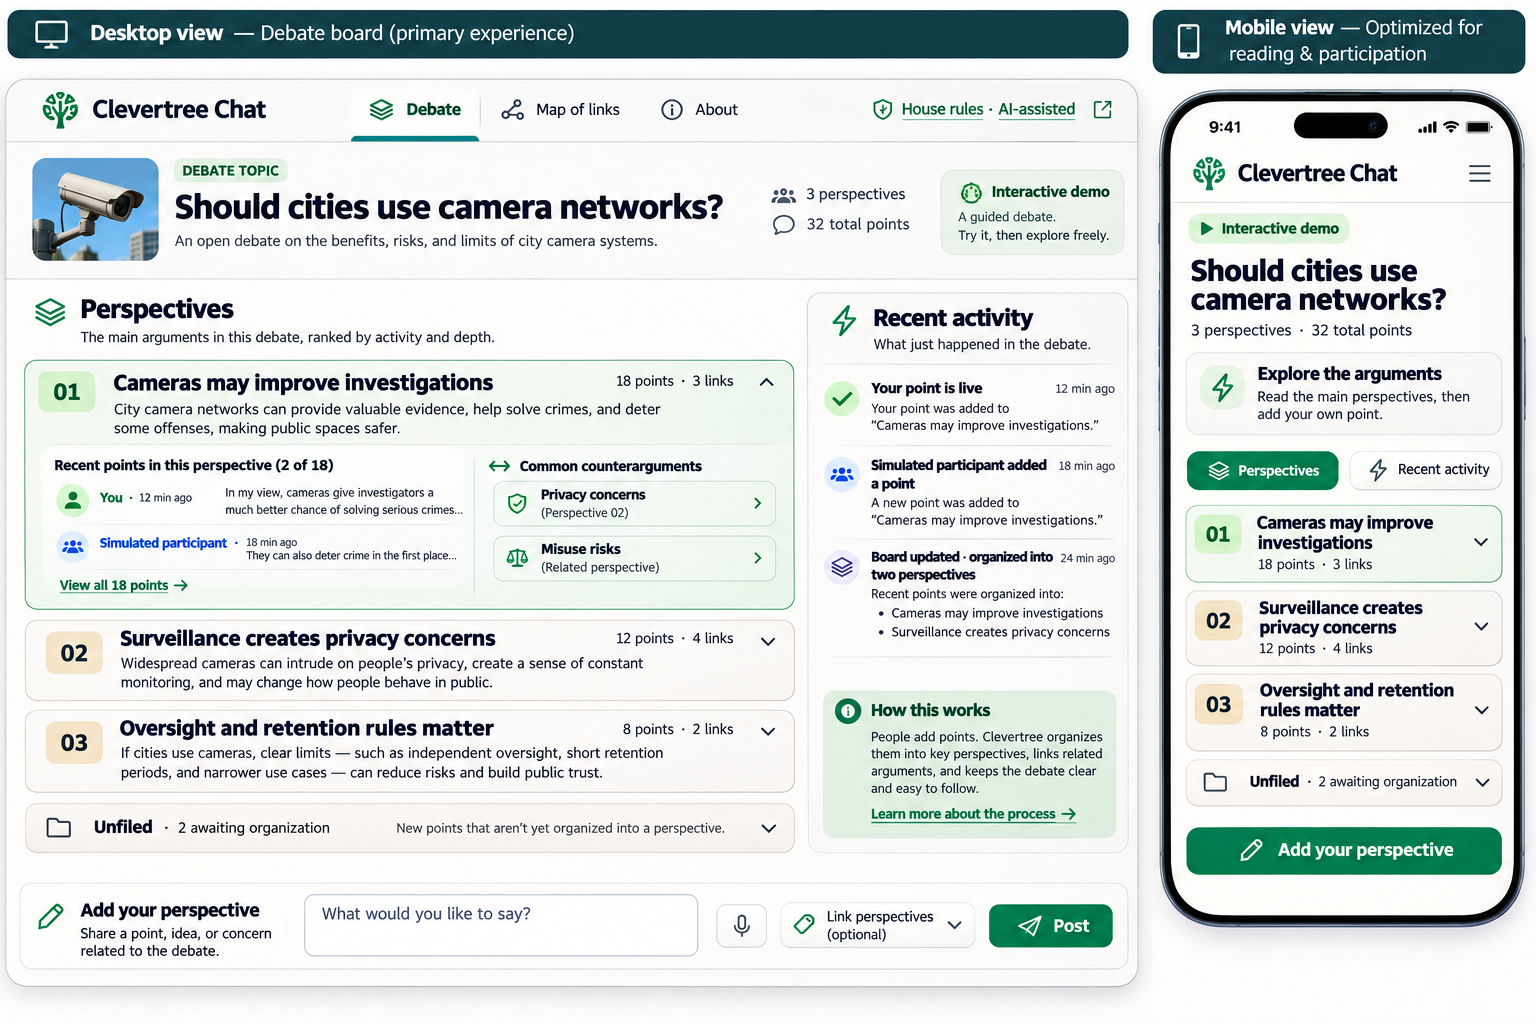 Desktop view — Debate board (primary experience)
Clevertree Chat
Debate
Map of links
About
House rules · AI-assisted
DEBATE TOPIC
Should cities use camera networks?
An open debate on the benefits, risks, and limits of city camera systems.
3 perspectives
32 total points
Interactive demo
A guided debate.
Try it, then explore freely.
Perspectives
The main arguments in this debate, ranked by activity and depth.
01
Cameras may improve investigations
18 points · 3 links
City camera networks can provide valuable evidence, help solve crimes, and deter
some offenses, making public spaces safer.
Recent points in this perspective (2 of 18)
You · 12 min ago
In my view, cameras give investigators a
much better chance of solving serious crimes...
Simulated participant · 18 min ago
They can also deter crime in the first place...
View all 18 points →
Common counterarguments
Privacy concerns
(Perspective 02)
Misuse risks
(Related perspective)
02
Surveillance creates privacy concerns
12 points · 4 links
Widespread cameras can intrude on people's privacy, create a sense of constant
monitoring, and may change how people behave in public.
03
Oversight and retention rules matter
8 points · 2 links
If cities use cameras, clear limits — such as independent oversight, short retention
periods, and narrower use cases — can reduce risks and build public trust.
Unfiled · 2 awaiting organization
New points that aren't yet organized into a perspective.
Recent activity
What just happened in the debate.
Your point is live
12 min ago
Your point was added to
“Cameras may improve investigations.”
Simulated participant added
a point
18 min ago
A new point was added to
“Cameras may improve investigations.”
Board updated · organized into
two perspectives
24 min ago
Recent points were organized into:
• Cameras may improve investigations
• Surveillance creates privacy concerns
How this works
People add points. Clevertree organizes
them into key perspectives, links related
arguments, and keeps the debate clear
and easy to follow.
Learn more about the process →
Add your perspective
Share a point, idea, or concern
related to the debate.
What would you like to say?
Link perspectives
(optional)
Post
Mobile view — Optimized for
reading & participation
9:41
Clevertree Chat
Interactive demo
Should cities use
camera networks?
3 perspectives · 32 total points
Explore the arguments
Read the main perspectives, then
add your own point.
Perspectives
Recent activity
01
Cameras may improve
investigations
18 points · 3 links
02
Surveillance creates
privacy concerns
12 points · 4 links
03
Oversight and retention
rules matter
8 points · 2 links
Unfiled · 2 awaiting organization
Add your perspective